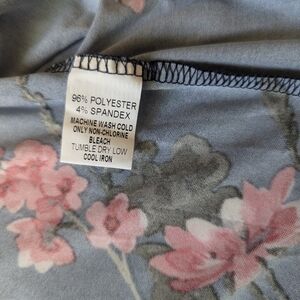 96% POLYESTER
4% SPANDEX
MACHINE WASH COLD
ONLY NON-CHLORINE
BLEACH
TUMBLE DRY LOW
COOL IRON